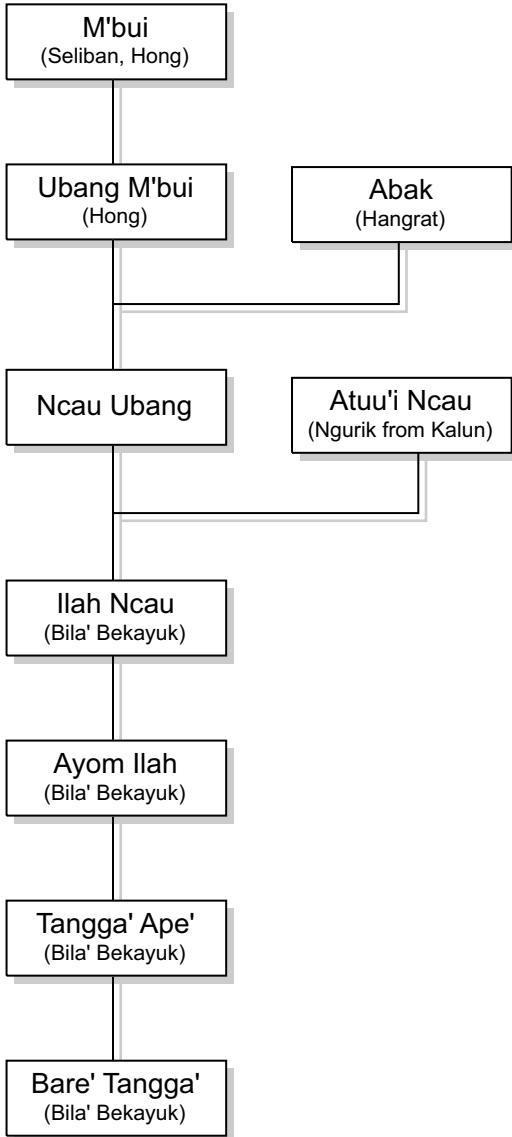 M'bui
(Seliban, Hong)
Ubang M'bui
(Hong)
Abak
(Hangrat)
Ncau Ubang
Atuu'i Ncau
(Ngurik from Kalun)
Ilah Ncau
(Bila' Bekayuk)
Ayom Ilah
(Bila' Bekayuk)
Tangga' Ape'
(Bila' Bekayuk)
Bare' Tangga'
(Bila' Bekayuk)